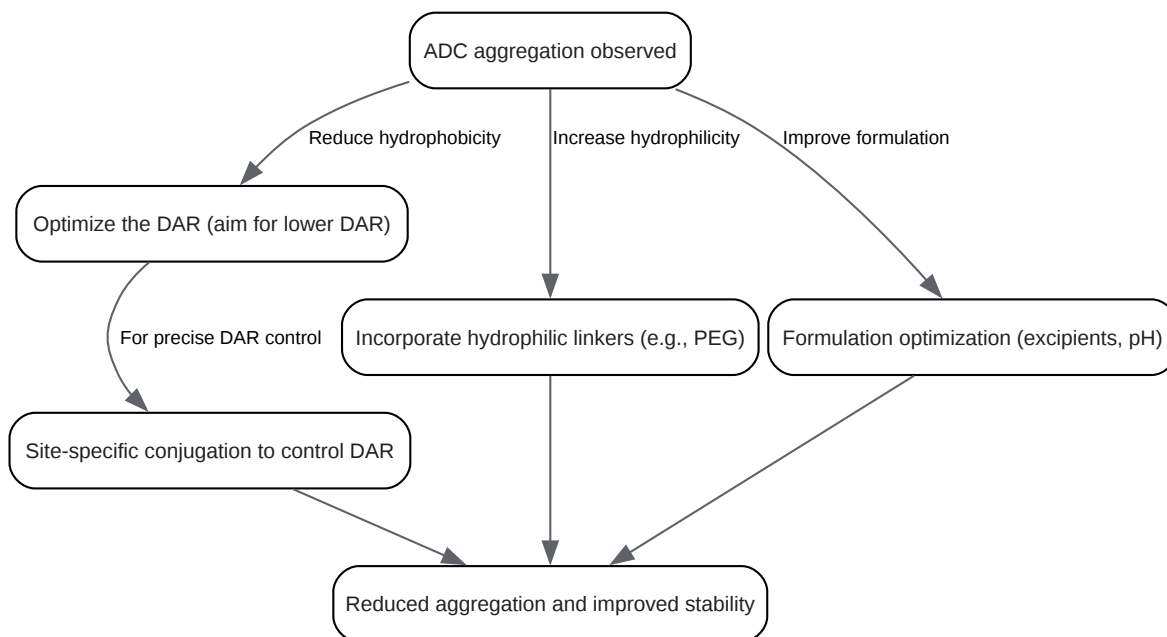 ADC aggregation observed
Reduce hydrophobicity
Increase hydrophilicity
Improve formulation
Optimize the DAR (aim for lower DAR)
For precise DAR control
Incorporate hydrophilic linkers (e.g., PEG)
Formulation optimization (excipients, pH)
Site-specific conjugation to control DAR
Reduced aggregation and improved stability